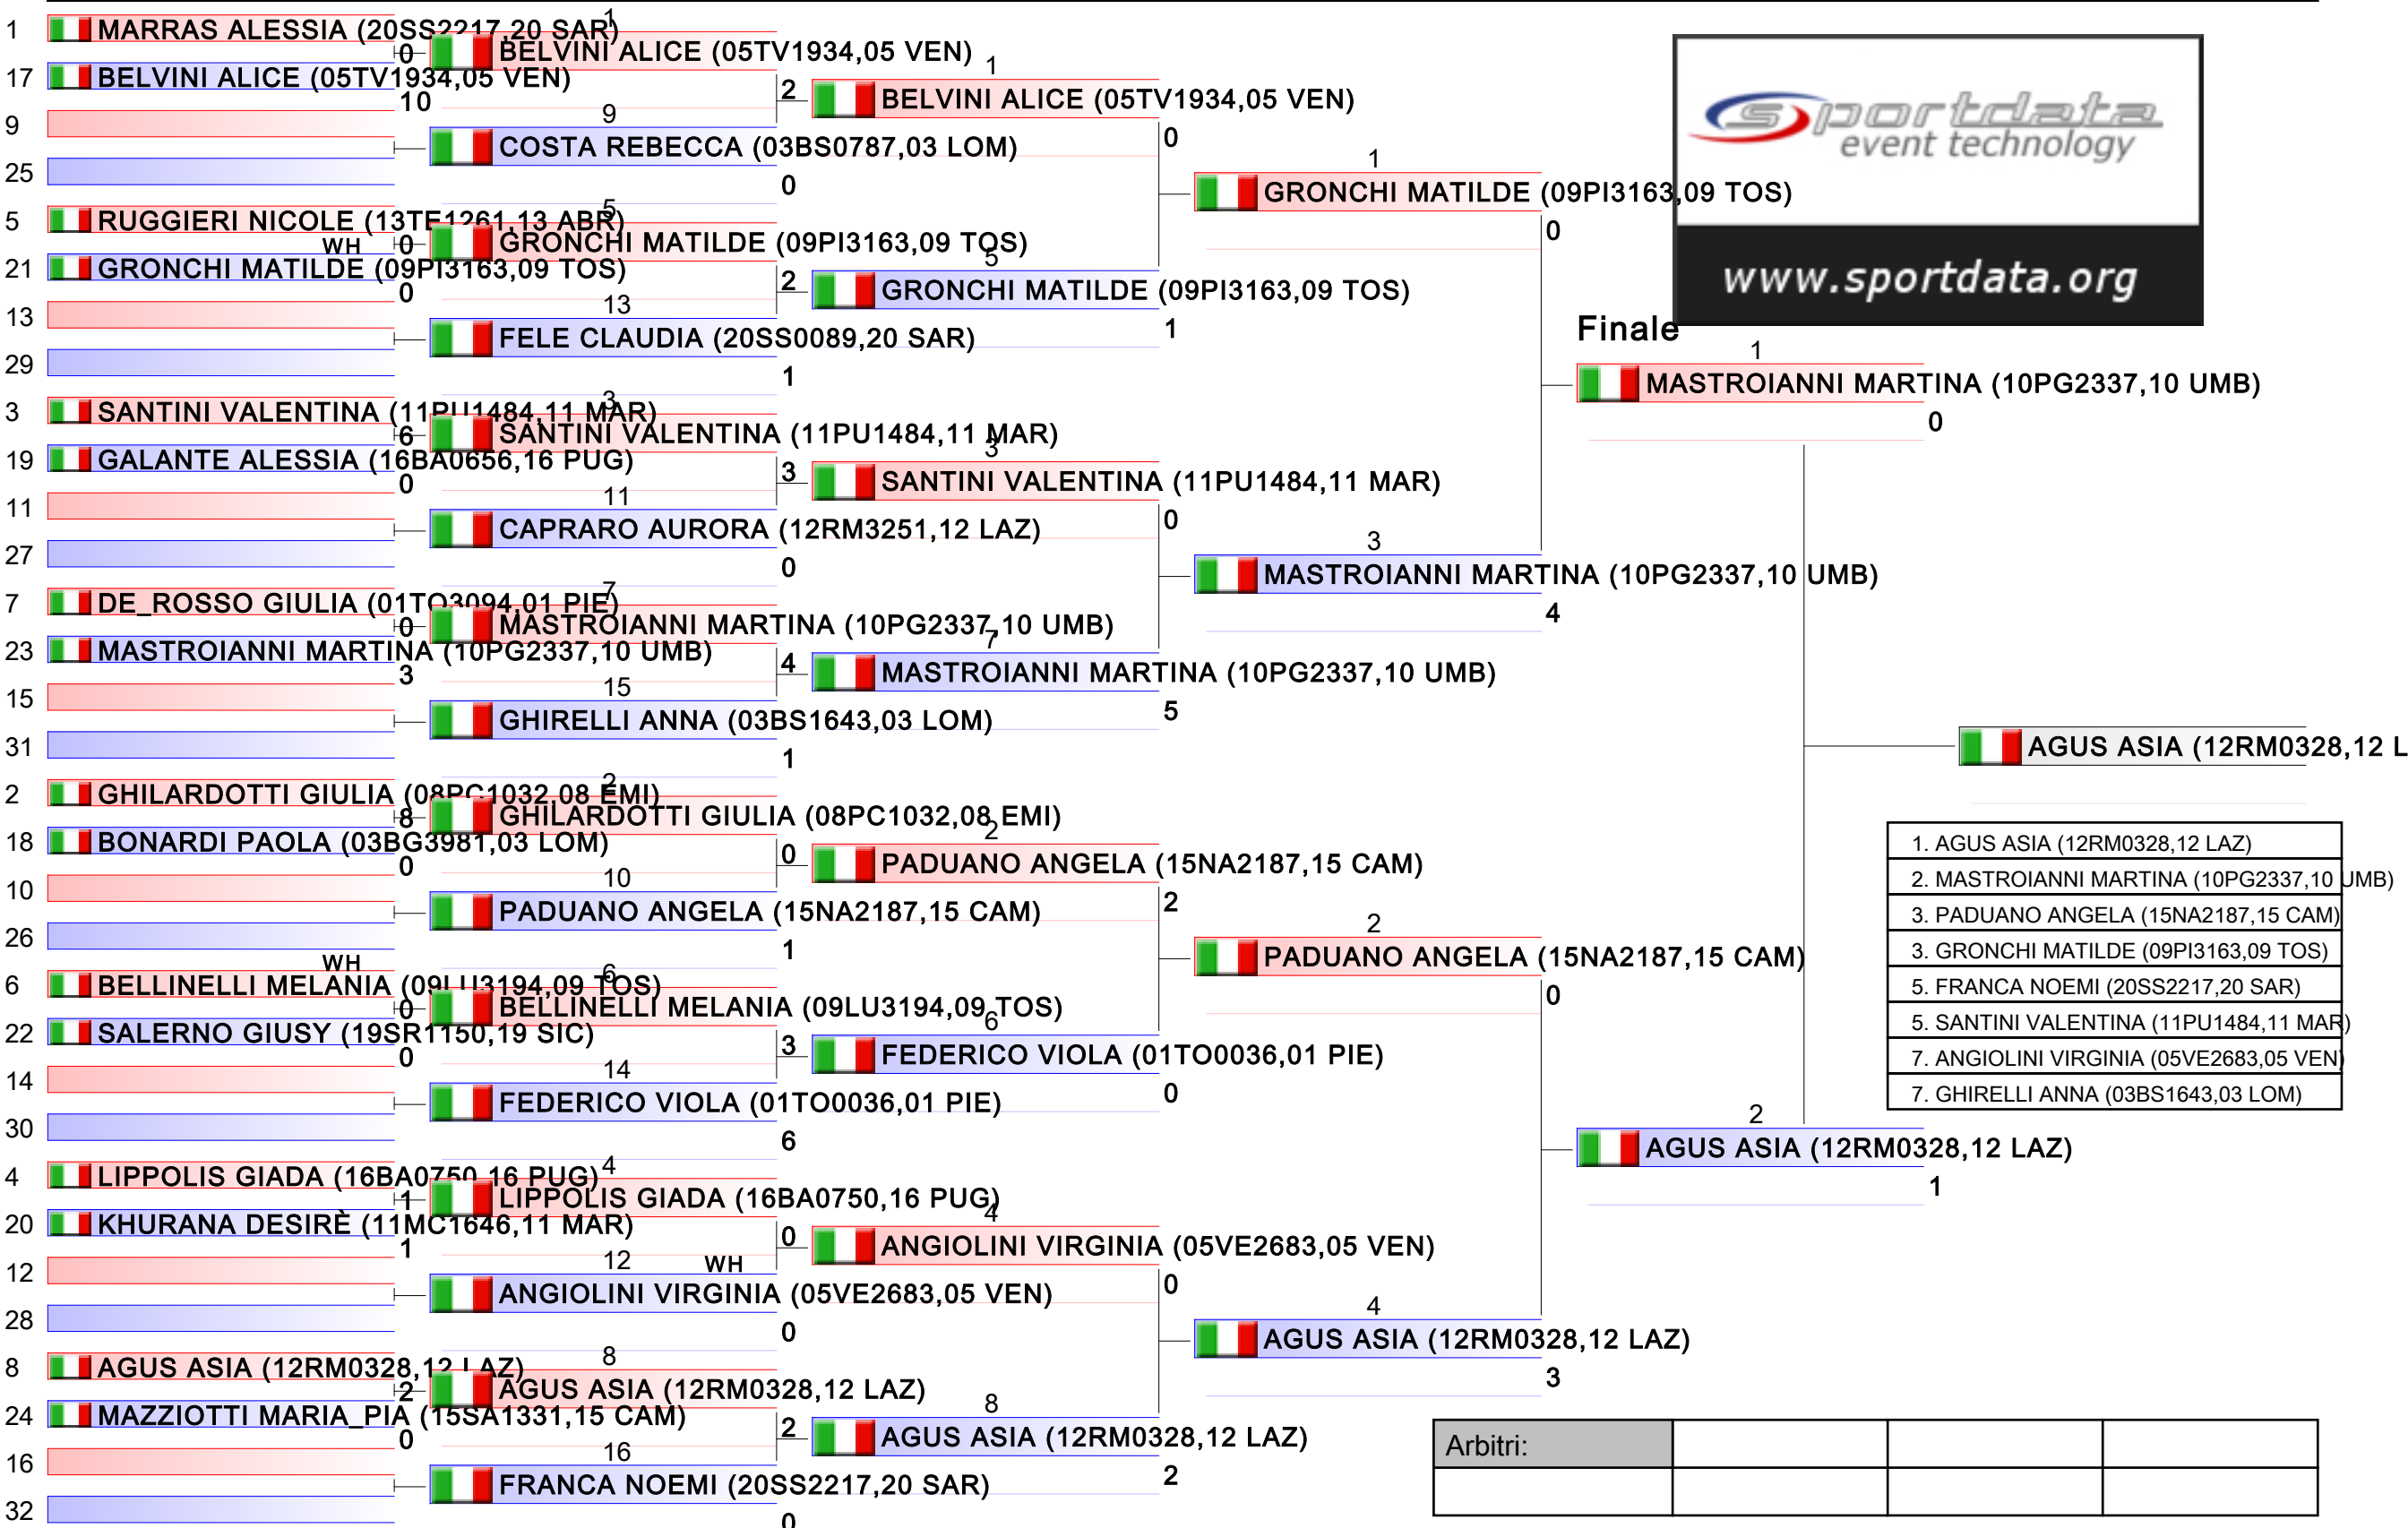 1 MARRAS ALESSIA (20SS2217,20 SAR)
0
17 BELVINI ALICE (05TV1934,05 VEN)
10
9
25
5 RUGGIERI NICOLE (13TE1261,13 ABR)
WH 0
21 GRONCHI MATILDE (09PI3163,09 TOS)
0
13
29
3 SANTINI VALENTINA (11PU1484,11 MAR)
6
19 GALANTE ALESSIA (16BA0656,16 PUG)
0
11
27
7 DE_ROSSO GIULIA (01TO3094,01 PIE)
0
23 MASTROIANNI MARTINA (10PG2337,10 UMB)
3
15
31
2 GHILARDOTTI GIULIA (08PC1032,08 EMI)
8
18 BONARDI PAOLA (03BG3981,03 LOM)
0
10
26
WH
6 BELLINELLI MELANIA (09LU3194,09 TOS)
0
22 SALERNO GIUSY (19SR1150,19 SIC)
0
14
30
4 LIPPOLIS GIADA (16BA0750,16 PUG)
1
20 KHURANA DESIRÈ (11MC1646,11 MAR)
1
12
28
8 AGUS ASIA (12RM0328,12 LAZ)
2
24 MAZZIOTTI MARIA_PIA (15SA1331,15 CAM)
0
16
32
1
BELVINI ALICE (05TV1934,05 VEN)
2
9
COSTA REBECCA (03BS0787,03 LOM)
0
5
GRONCHI MATILDE (09PI3163,09 TOS)
2
13
FELE CLAUDIA (20SS0089,20 SAR)
1
3
SANTINI VALENTINA (11PU1484,11 MAR)
3
11
CAPRARO AURORA (12RM3251,12 LAZ)
0
7
MASTROIANNI MARTINA (10PG2337,10 UMB)
4
15
GHIRELLI ANNA (03BS1643,03 LOM)
1
2
GHILARDOTTI GIULIA (08PC1032,08 EMI)
0
10
PADUANO ANGELA (15NA2187,15 CAM)
1
6
BELLINELLI MELANIA (09LU3194,09 TOS)
3
14
FEDERICO VIOLA (01TO0036,01 PIE)
6
4
LIPPOLIS GIADA (16BA0750,16 PUG)
0
12 WH
ANGIOLINI VIRGINIA (05VE2683,05 VEN)
0
8
AGUS ASIA (12RM0328,12 LAZ)
2
16
FRANCA NOEMI (20SS2217,20 SAR)
0
1
BELVINI ALICE (05TV1934,05 VEN)
0
5
GRONCHI MATILDE (09PI3163,09 TOS)
1
3
SANTINI VALENTINA (11PU1484,11 MAR)
0
7
MASTROIANNI MARTINA (10PG2337,10 UMB)
5
2
PADUANO ANGELA (15NA2187,15 CAM)
2
6
FEDERICO VIOLA (01TO0036,01 PIE)
0
4
ANGIOLINI VIRGINIA (05VE2683,05 VEN)
0
8
AGUS ASIA (12RM0328,12 LAZ)
2
1
GRONCHI MATILDE (09PI3163,09 TOS)
0
3
MASTROIANNI MARTINA (10PG2337,10 UMB)
4
2
PADUANO ANGELA (15NA2187,15 CAM)
0
4
AGUS ASIA (12RM0328,12 LAZ)
3
sportdata
event technology
www.sportdata.org
Finale
1
MASTROIANNI MARTINA (10PG2337,10 UMB)
0
2
AGUS ASIA (12RM0328,12 LAZ)
1
AGUS ASIA (12RM0328,12 L
1. AGUS ASIA (12RM0328,12 LAZ)
2. MASTROIANNI MARTINA (10PG2337,10 UMB)
3. PADUANO ANGELA (15NA2187,15 CAM)
3. GRONCHI MATILDE (09PI3163,09 TOS)
5. FRANCA NOEMI (20SS2217,20 SAR)
5. SANTINI VALENTINA (11PU1484,11 MAR)
7. ANGIOLINI VIRGINIA (05VE2683,05 VEN)
7. GHIRELLI ANNA (03BS1643,03 LOM)
Arbitri: